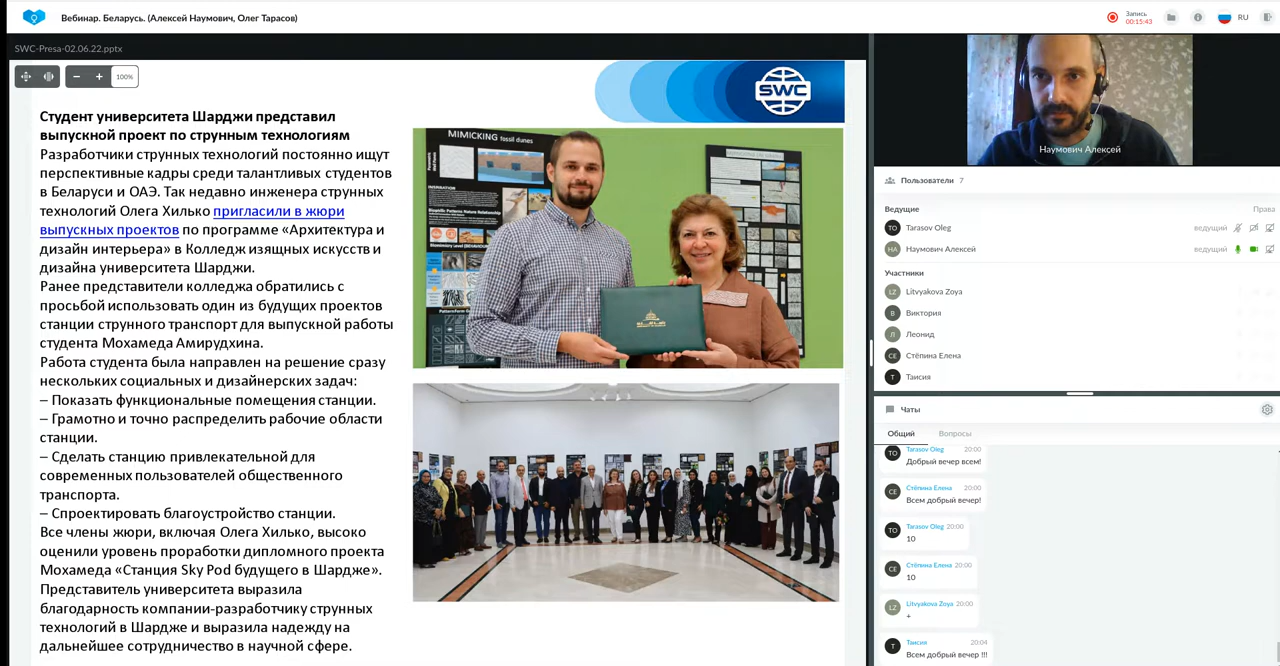 Вебинар. Беларусь. (Алексей Наумович, Олег Тарасов)
Запись
00:15:43
RU
SWC-Presa-02.06.22.pptx
100%
SWC
Студент университета Шарджи представил
выпускной проект по струнным технологиям
Разработчики струнных технологий постоянно ищут
перспективные кадры среди талантливых студентов
в Беларуси и ОАЭ. Так недавно инженера струнных
технологий Олега Хилько пригласили в жюри
выпускных проектов по программе «Архитектура и
дизайн интерьера» в Колледж изящных искусств и
дизайна университета Шарджи.
Ранее представители колледжа обратились с
просьбой использовать один из будущих проектов
станции струнного транспорт для выпускной работы
студента Мохамеда Амирудхина.
Работа студента была направлен на решение сразу
нескольких социальных и дизайнерских задач:
– Показать функциональные помещения станции.
– Грамотно и точно распределить рабочие области
станции.
– Сделать станцию привлекательной для
современных пользователей общественного
транспорта.
– Спроектировать благоустройство станции.
Все члены жюри, включая Олега Хилько, высоко
оценили уровень проработки дипломного проекта
Мохамеда «Станция Sky Pod будущего в Шардже».
Представитель университета выразила
благодарность компании-разработчику струнных
технологий в Шардже и выразила надежду на
дальнейшее сотрудничество в научной сфере.
MIMICKING fossil dunes
INSPIRATION
Наумович Алексей
Пользователи 7
Ведущие
Права
TO Tarasov Oleg ведущий
НА Наумович Алексей ведущий
Участники
LZ Litvyakova Zoya
В Виктория
Л Леонид
СЕ Стёпина Елена
Т Таисия
Чаты
Общий Вопросы
TO Tarasov Oleg 20:00
Добрый вечер всем!
СЕ Стёпина Елена 20:00
Всем добрый вечер!
TO Tarasov Oleg 20:00
10
СЕ Стёпина Елена 20:00
10
LZ Litvyakova Zoya 20:00
+
Т Таисия 20:04
Всем добрый вечер !!!